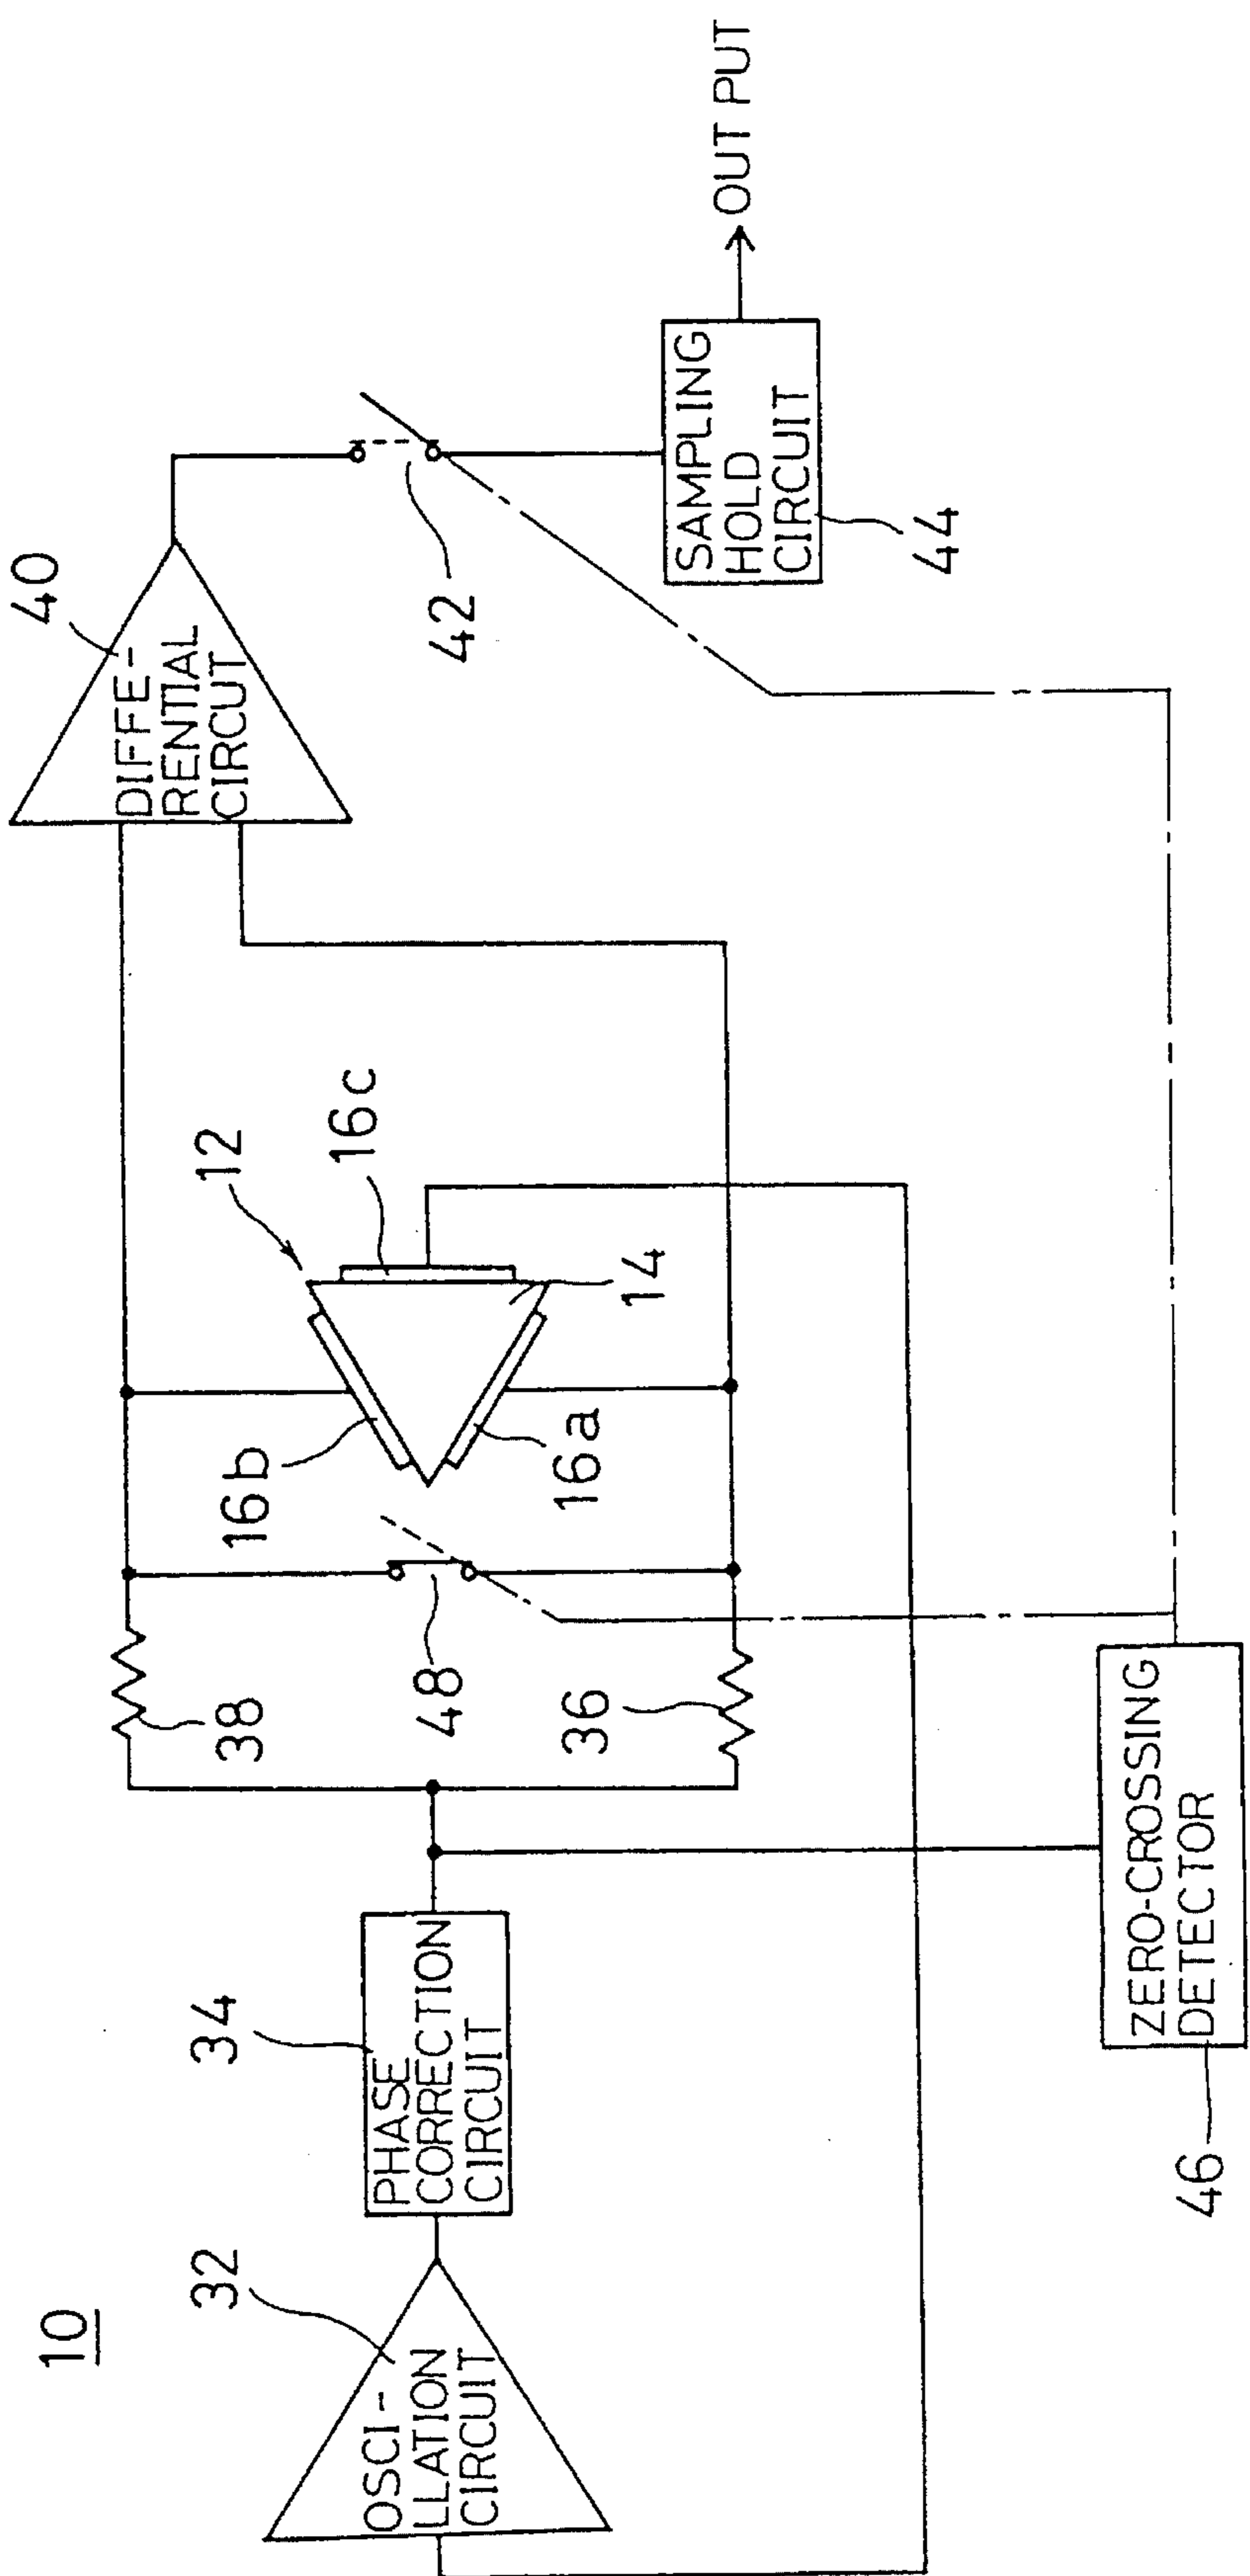 10
OSCI-
LLATION
CIRCUIT
32
PHASE
CORRECTION
CIRCUIT
34
38
48
36
16b
16a
12
16c
14
DIFFE-
RENTIAL
CIRCUT
40
42
SAMPLING
HOLD
CIRCUIT
44
OUT PUT
ZERO-CROSSING
DETECTOR
46